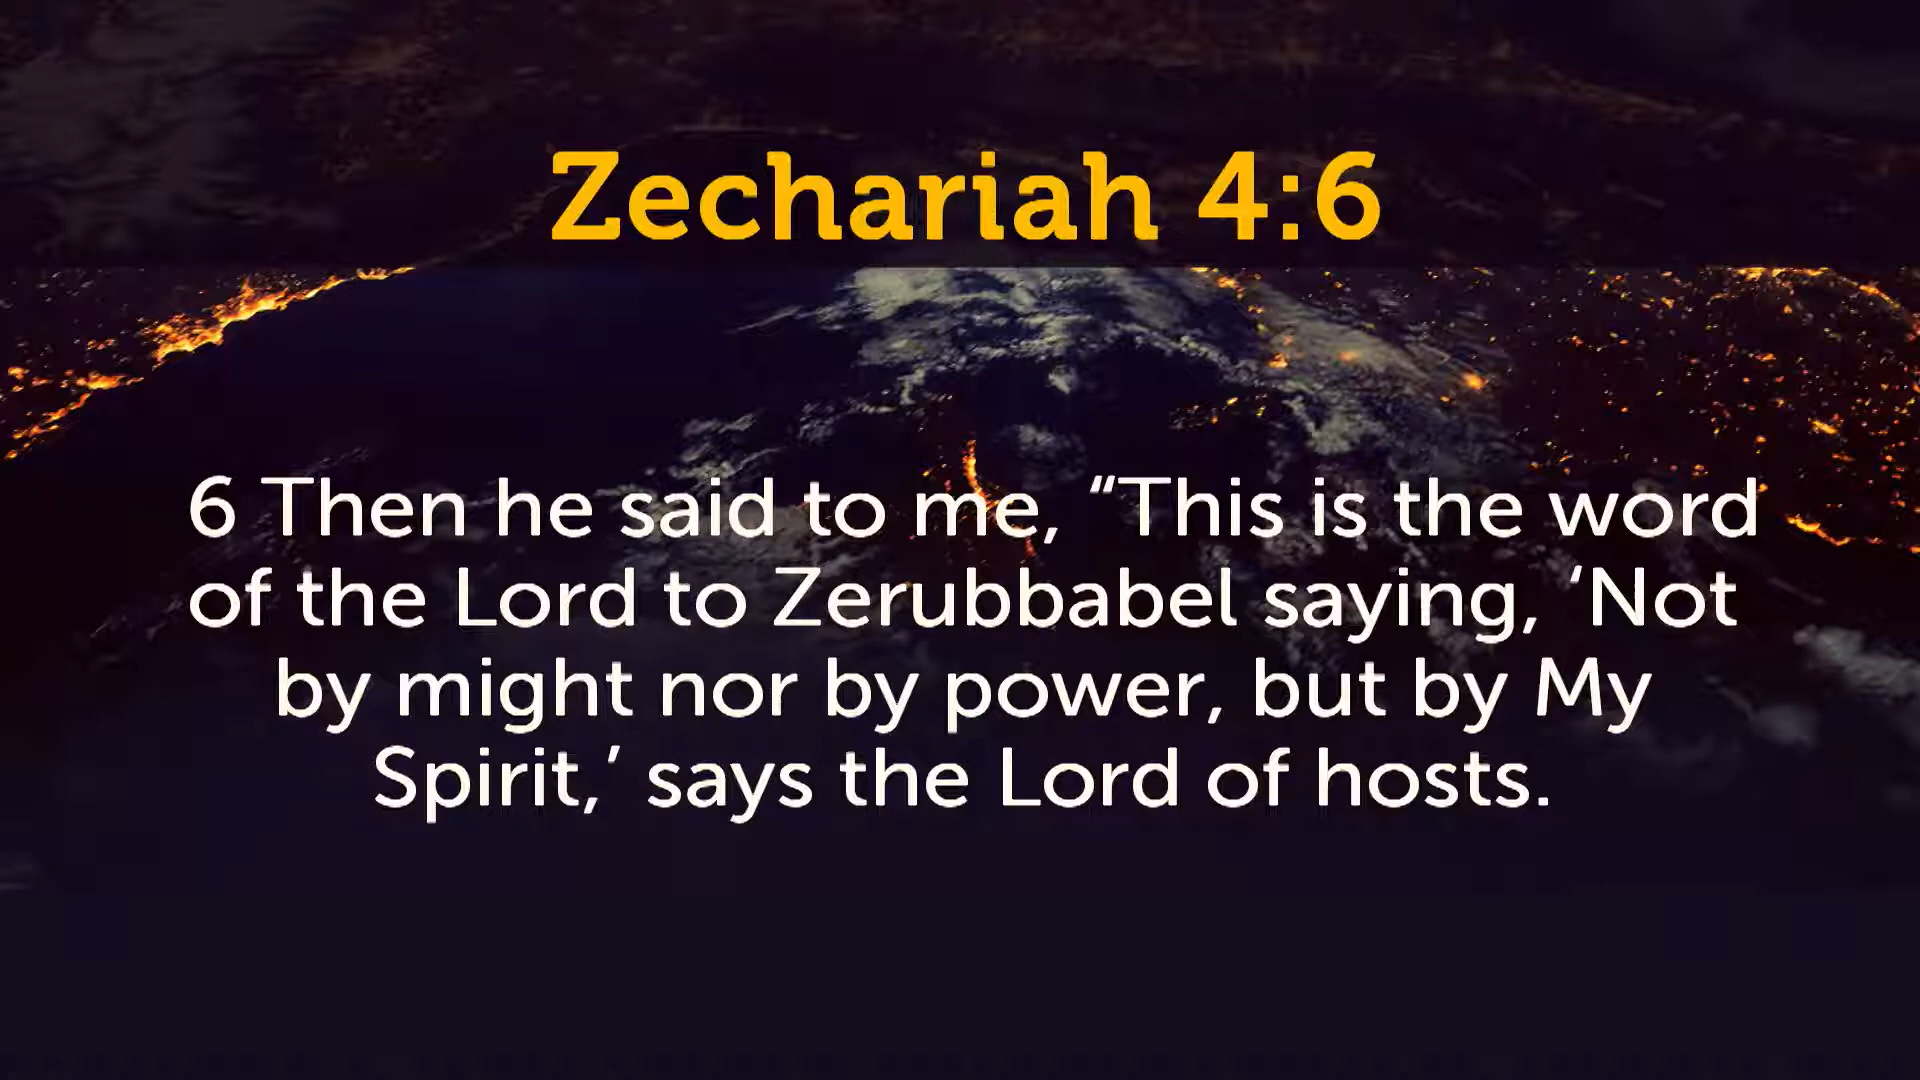 Zechariah 4:6
6 Then he said to me, “This is the word
of the Lord to Zerubbabel saying, ‘Not
by might nor by power, but by My
Spirit,’ says the Lord of hosts.